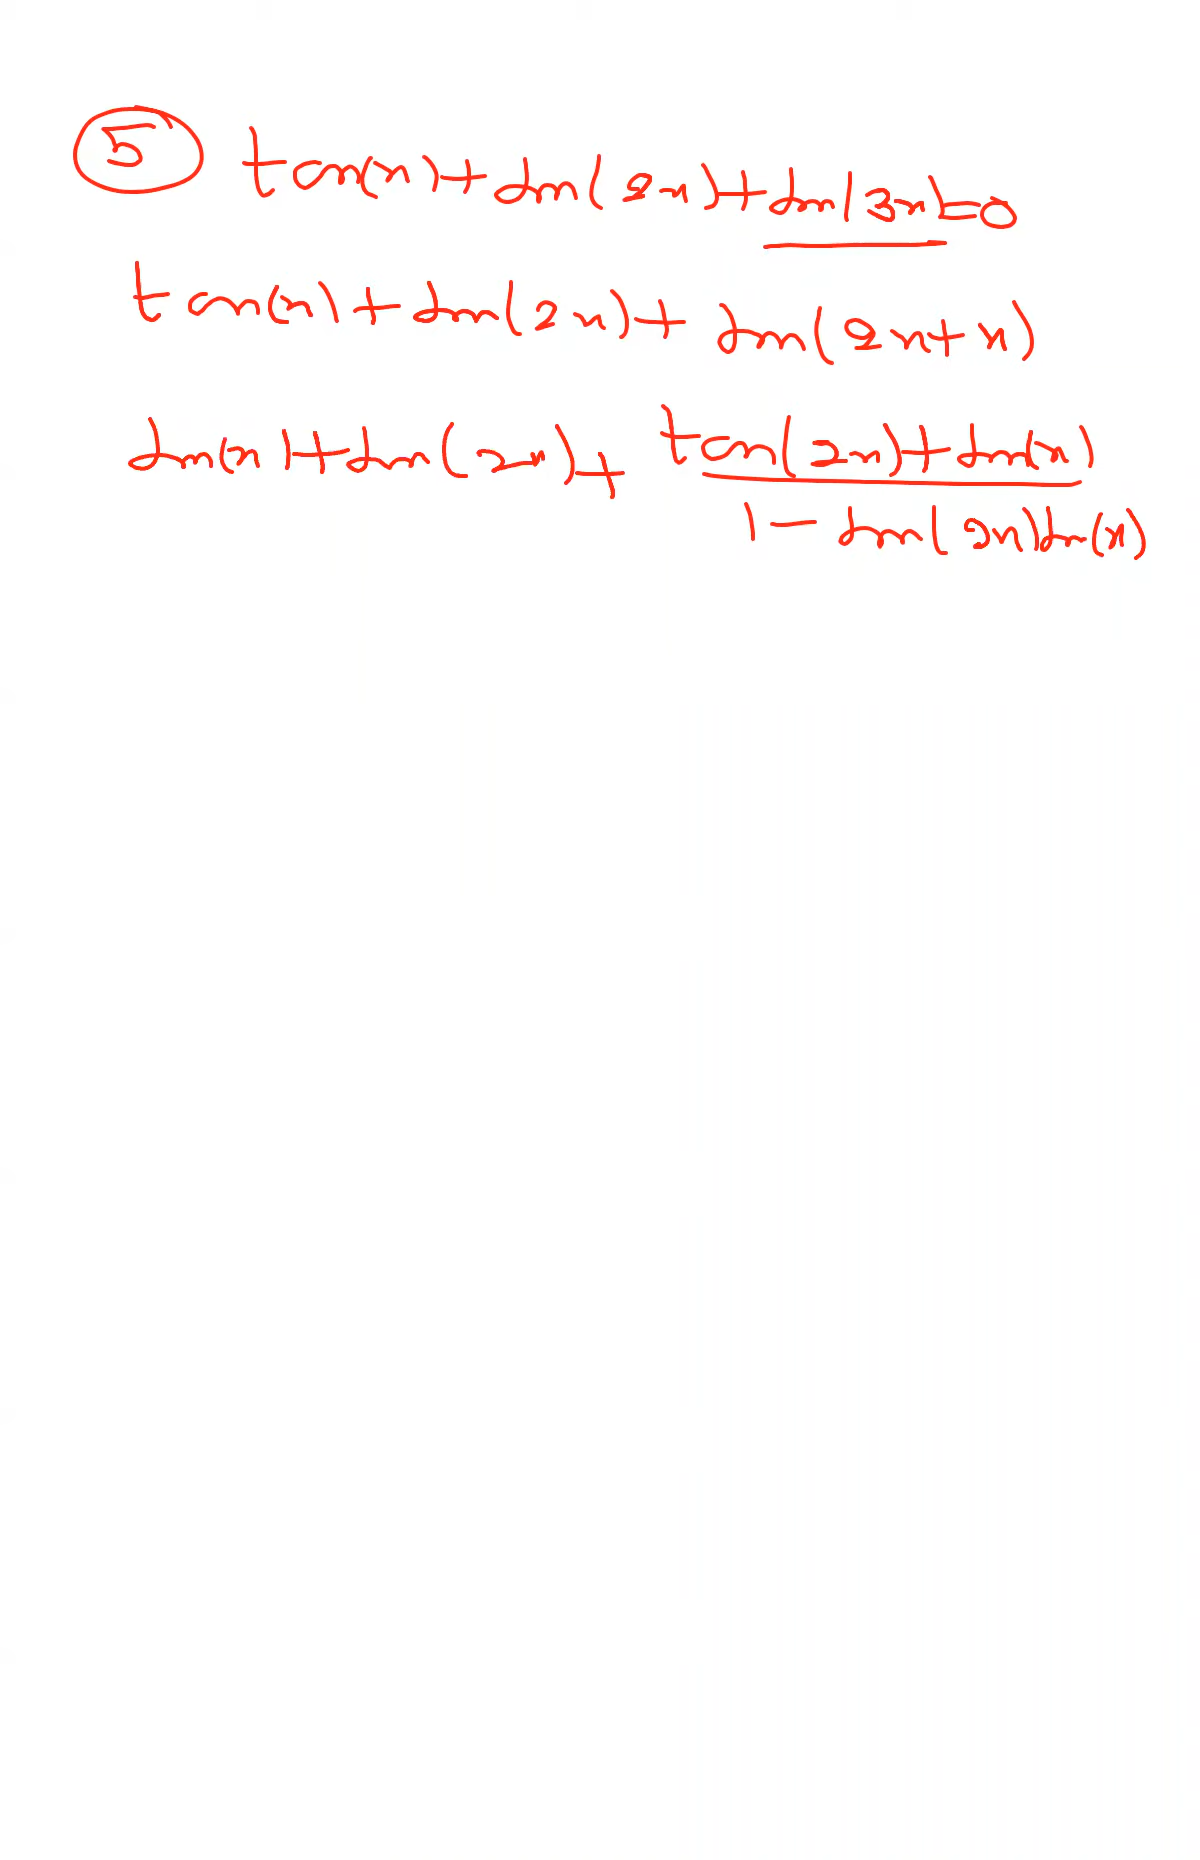 5 tan(x) + tan(2x) + tan(3x) = 0
tan(x) + tan(2x) + tan(2x + x)
tan(x) + tan(2x) + tan(2x) + tan(x)
1 - tan(2x) tan(x)